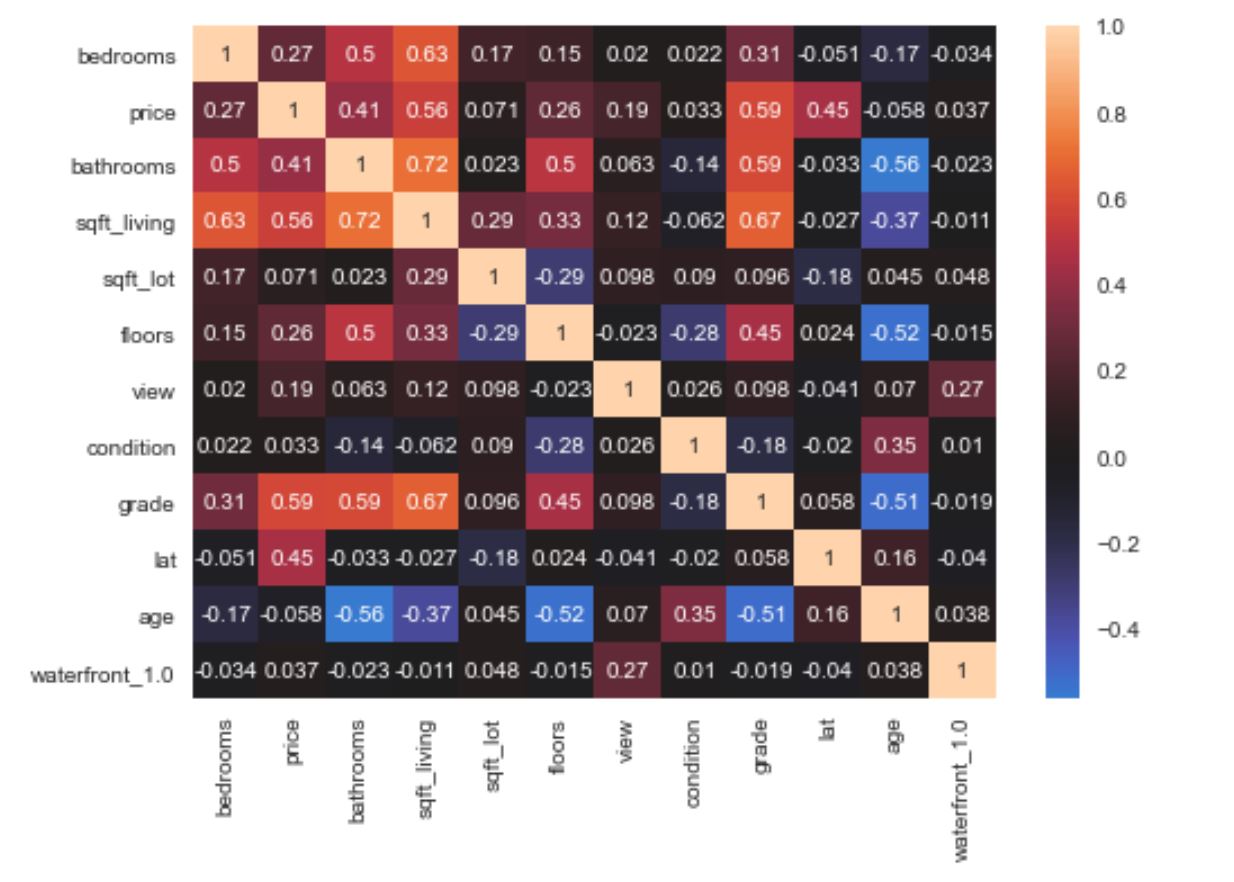 bedrooms 1 0.27 0.5 0.63 0.17 0.15 0.02 0.022 0.31 -0.051 -0.17 -0.034
price 0.27 1 0.41 0.56 0.071 0.26 0.19 0.033 0.59 0.45 -0.058 0.037
bathrooms 0.5 0.41 1 0.72 0.023 0.5 0.063 -0.14 0.59 -0.033 -0.56 -0.023
sqft_living 0.63 0.56 0.72 1 0.29 0.33 0.12 -0.062 0.67 -0.027 -0.37 -0.011
sqft_lot 0.17 0.071 0.023 0.29 1 -0.29 0.098 0.09 0.096 -0.18 0.045 0.048
floors 0.15 0.26 0.5 0.33 -0.29 1 -0.023 -0.28 0.45 0.024 -0.52 -0.015
view 0.02 0.19 0.063 0.12 0.098 -0.023 1 0.026 0.098 -0.041 0.07 0.27
condition 0.022 0.033 -0.14 -0.062 0.09 -0.28 0.026 1 -0.18 -0.02 0.35 0.01
grade 0.31 0.59 0.59 0.67 0.096 0.45 0.098 -0.18 1 0.058 -0.51 -0.019
lat -0.051 0.45 -0.033 -0.027 -0.18 0.024 -0.041 -0.02 0.058 1 0.16 -0.04
age -0.17 -0.058 -0.56 -0.37 0.045 -0.52 0.07 0.35 -0.51 0.16 1 0.038
waterfront_1.0 -0.034 0.037 -0.023 -0.011 0.048 -0.015 0.27 0.01 -0.019 -0.04 0.038 1
bedrooms price bathrooms sqft_living sqft_lot floors view condition grade lat age waterfront_1.0
1.0
0.8
0.6
0.4
0.2
0.0
−0.2
−0.4